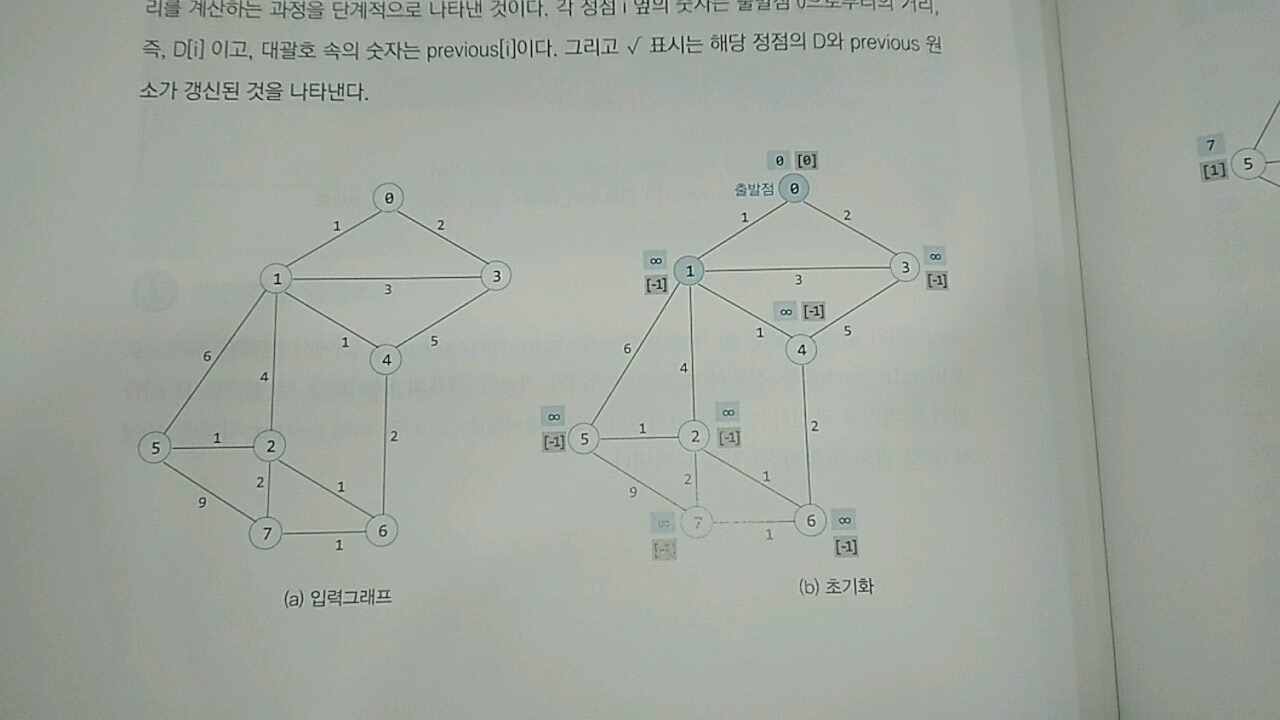 리를 계산하는 과정을 단계적으로 나타낸 것이다. 각 정점 i 옆의 숫자는 출발점 0으로부터의 거리,
즉, D[i] 이고, 대괄호 속의 숫자는 previous[i]이다. 그리고 √ 표시는 해당 정점의 D와 previous 원
소가 갱신된 것을 나타낸다.
0
1 2
1 3
3
1 5
6 4
4
5 1 2
2
2 1
9
7 6
1
(a) 입력그래프
0 [0]
출발점 0
1 2
∞ 1 3 ∞
[-1] 3 [-1]
∞ [-1]
1 5
4
6 4
∞ ∞
[-1] 5 1 2 [-1]
2
2 1
9
∞ 7 6 ∞
[-1] 1 [-1]
(b) 초기화
7
[1] 5